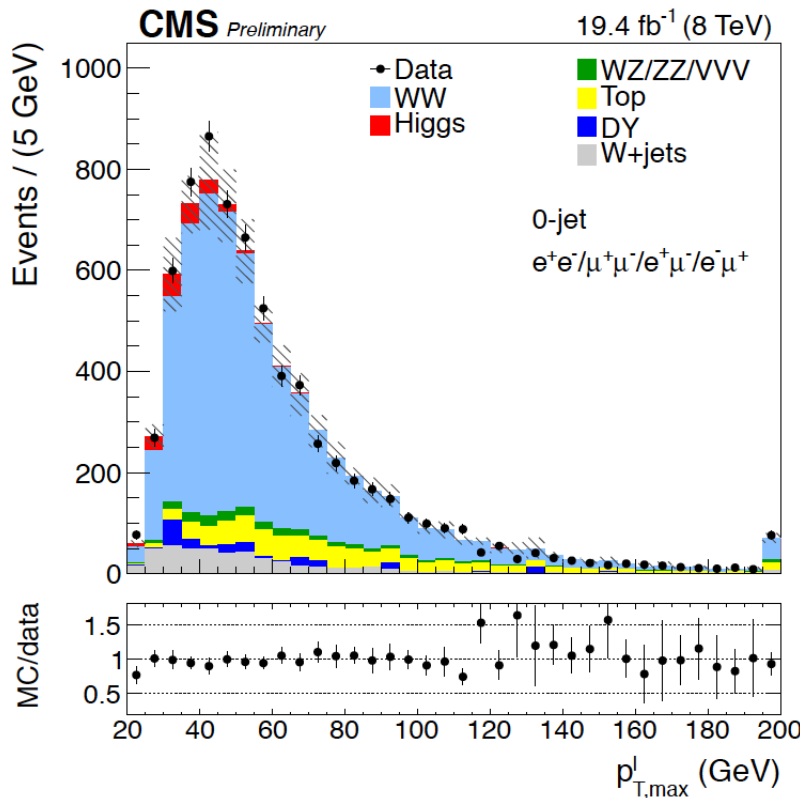 CMS Preliminary 19.4 fb⁻¹ (8 TeV)
Events / (5 GeV)
1000
800
600
400
200
0
Data
WW
Higgs
WZ/ZZ/VVV
Top
DY
W+jets
0-jet
e⁺e⁻/μ⁺μ⁻/e⁺μ⁻/e⁻μ⁺
MC/data
1.5
1
0.5
20 40 60 80 100 120 140 160 180 200
pˡ_T,max (GeV)